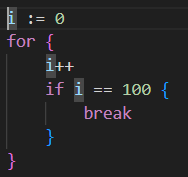 i := 0
for {
    i++
    if i == 100 {
        break
    }
}